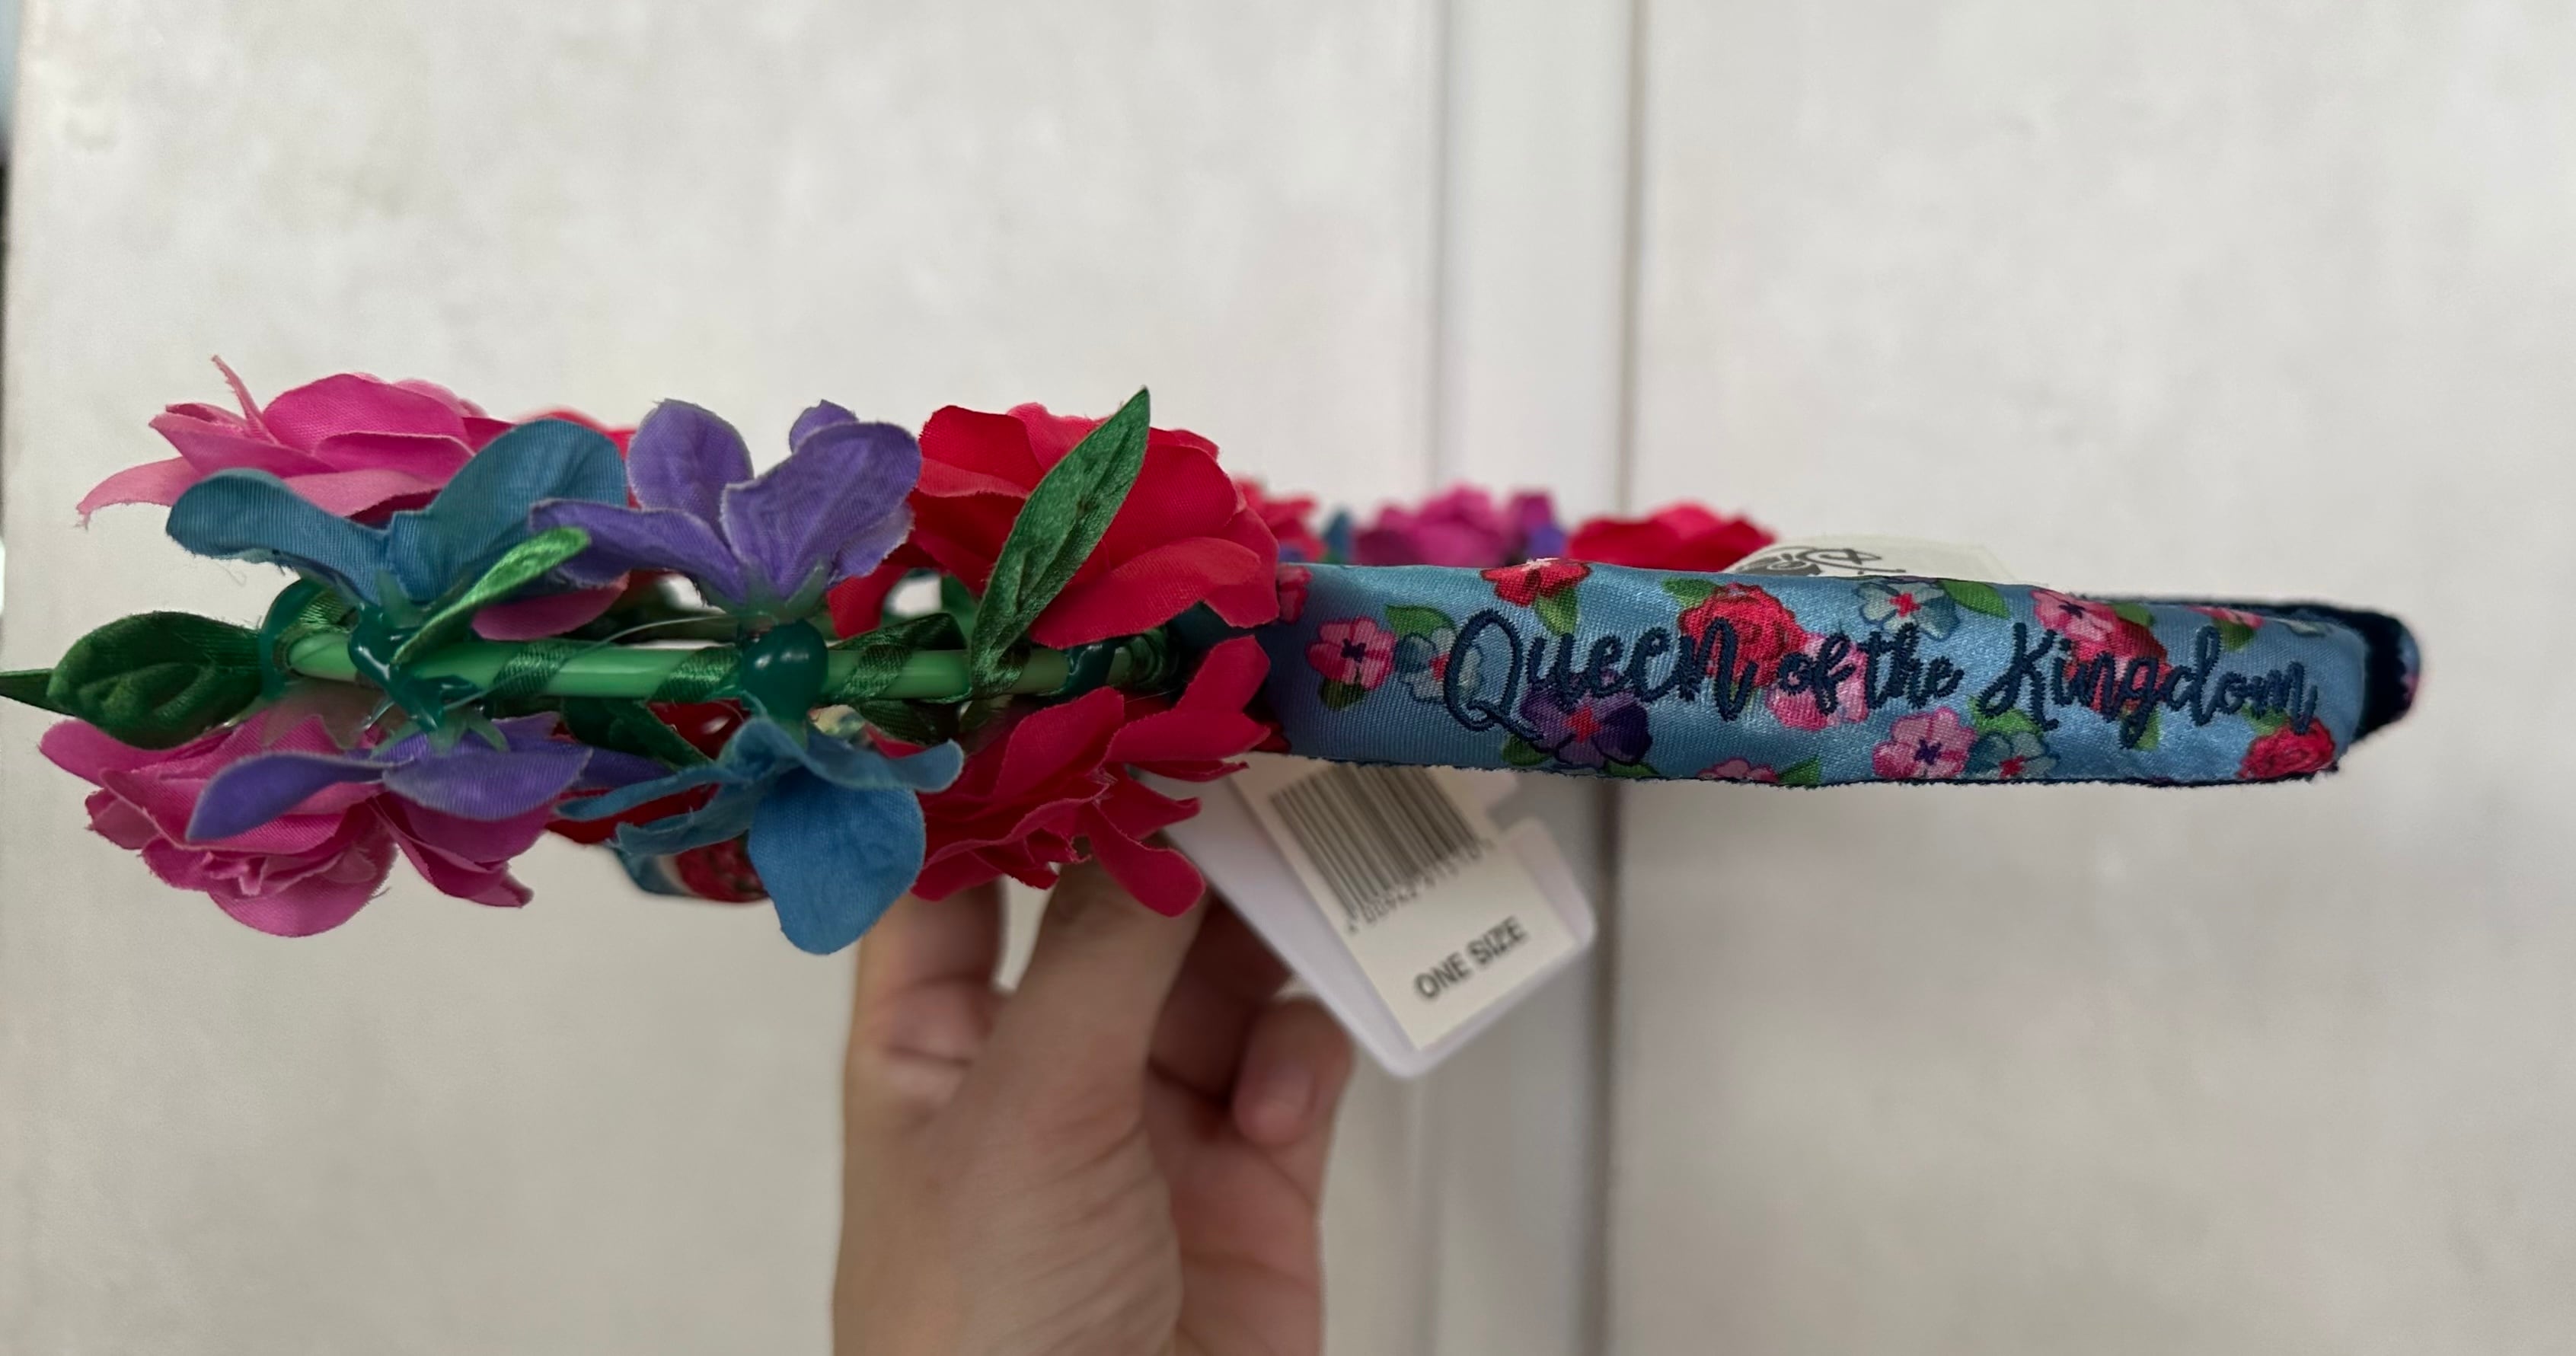 Queen of the Kingdom
ONE SIZE